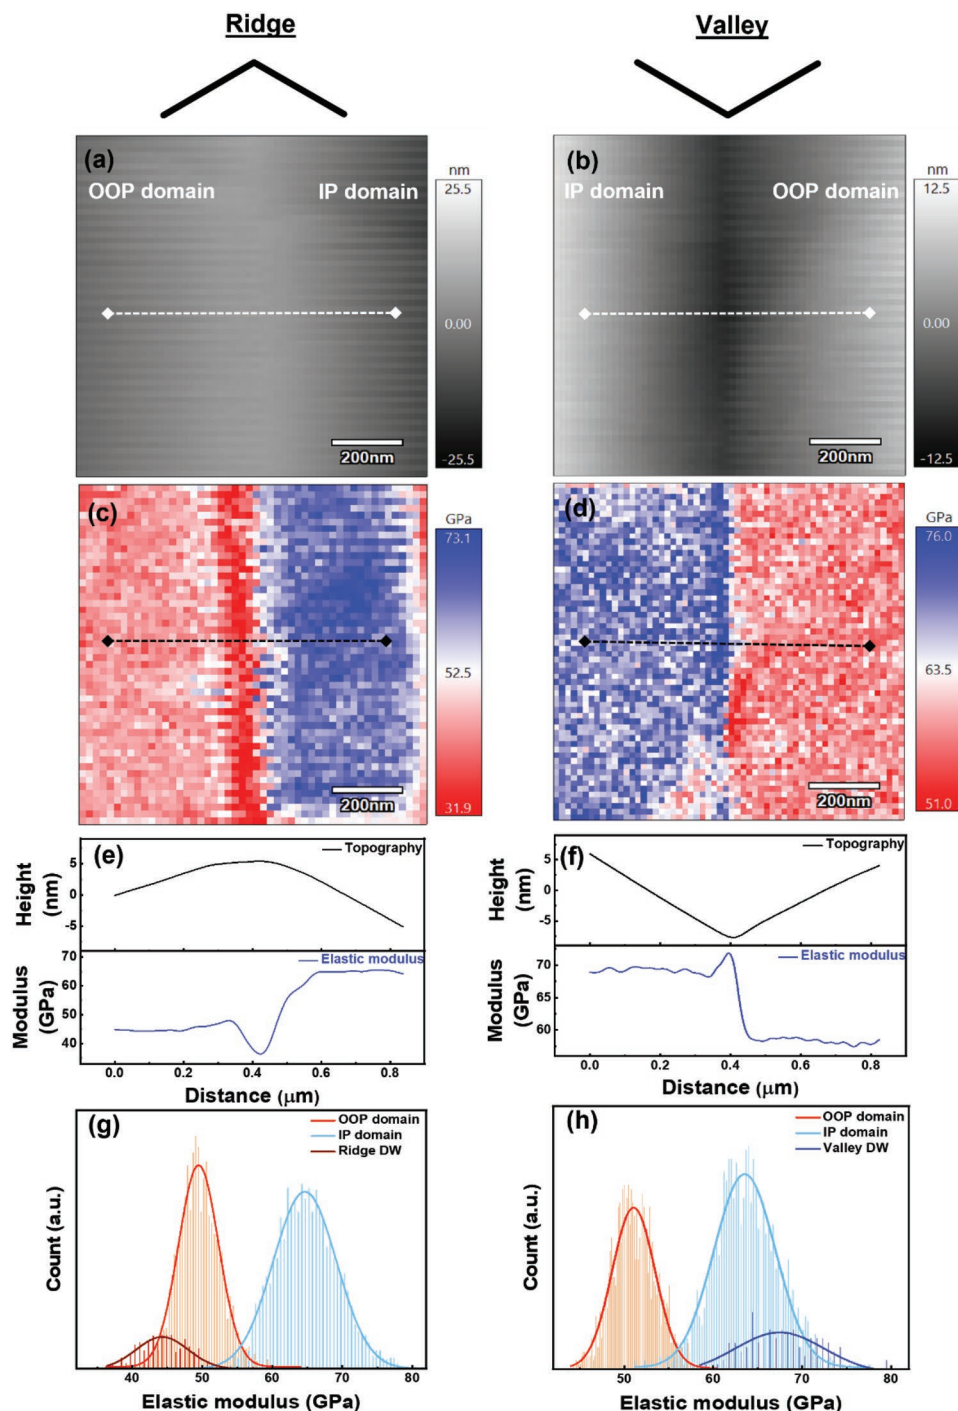 Ridge
Valley
(a)
OOP domain
IP domain
200nm
nm
25.5
0.00
-25.5
(b)
IP domain
OOP domain
200nm
nm
12.5
0.00
-12.5
(c)
200nm
GPa
73.1
52.5
31.9
(d)
200nm
GPa
76.0
63.5
51.0
(e)
Topography
Height
(nm)
5
0
-5
Elastic modulus
Modulus
(GPa)
70
60
50
40
0.0
0.2
0.4
0.6
0.8
Distance (μm)
(f)
Topography
Height
(nm)
5
0
-5
Elastic modulus
Modulus
(GPa)
70
65
60
0.0
0.2
0.4
0.6
0.8
Distance (μm)
(g)
OOP domain
IP domain
Ridge DW
Count (a.u.)
40
50
60
70
80
Elastic modulus (GPa)
(h)
OOP domain
IP domain
Valley DW
Count (a.u.)
50
60
70
80
Elastic modulus (GPa)